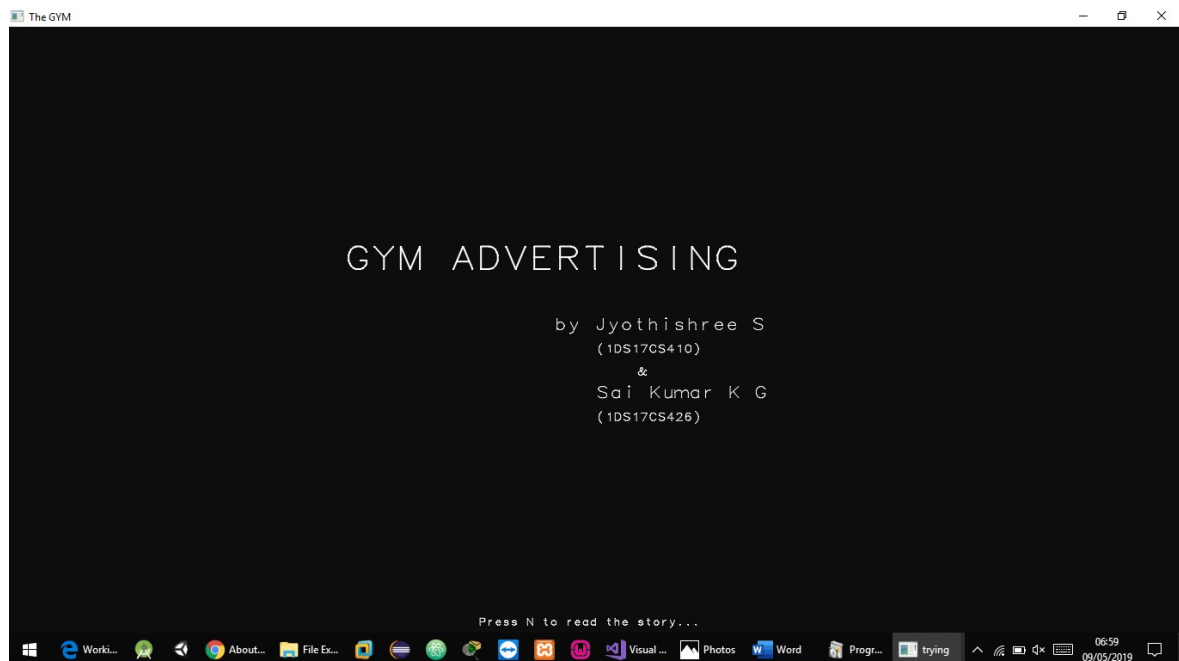 The GYM
GYM ADVERTISING
by Jyothishree S
(1DS17CS410)
&
Sai Kumar K G
(1DS17CS426)
Press N to read the story...
Worki... About... File Ex... Visual ... Photos Word Progr... trying 06:59
09/05/2019